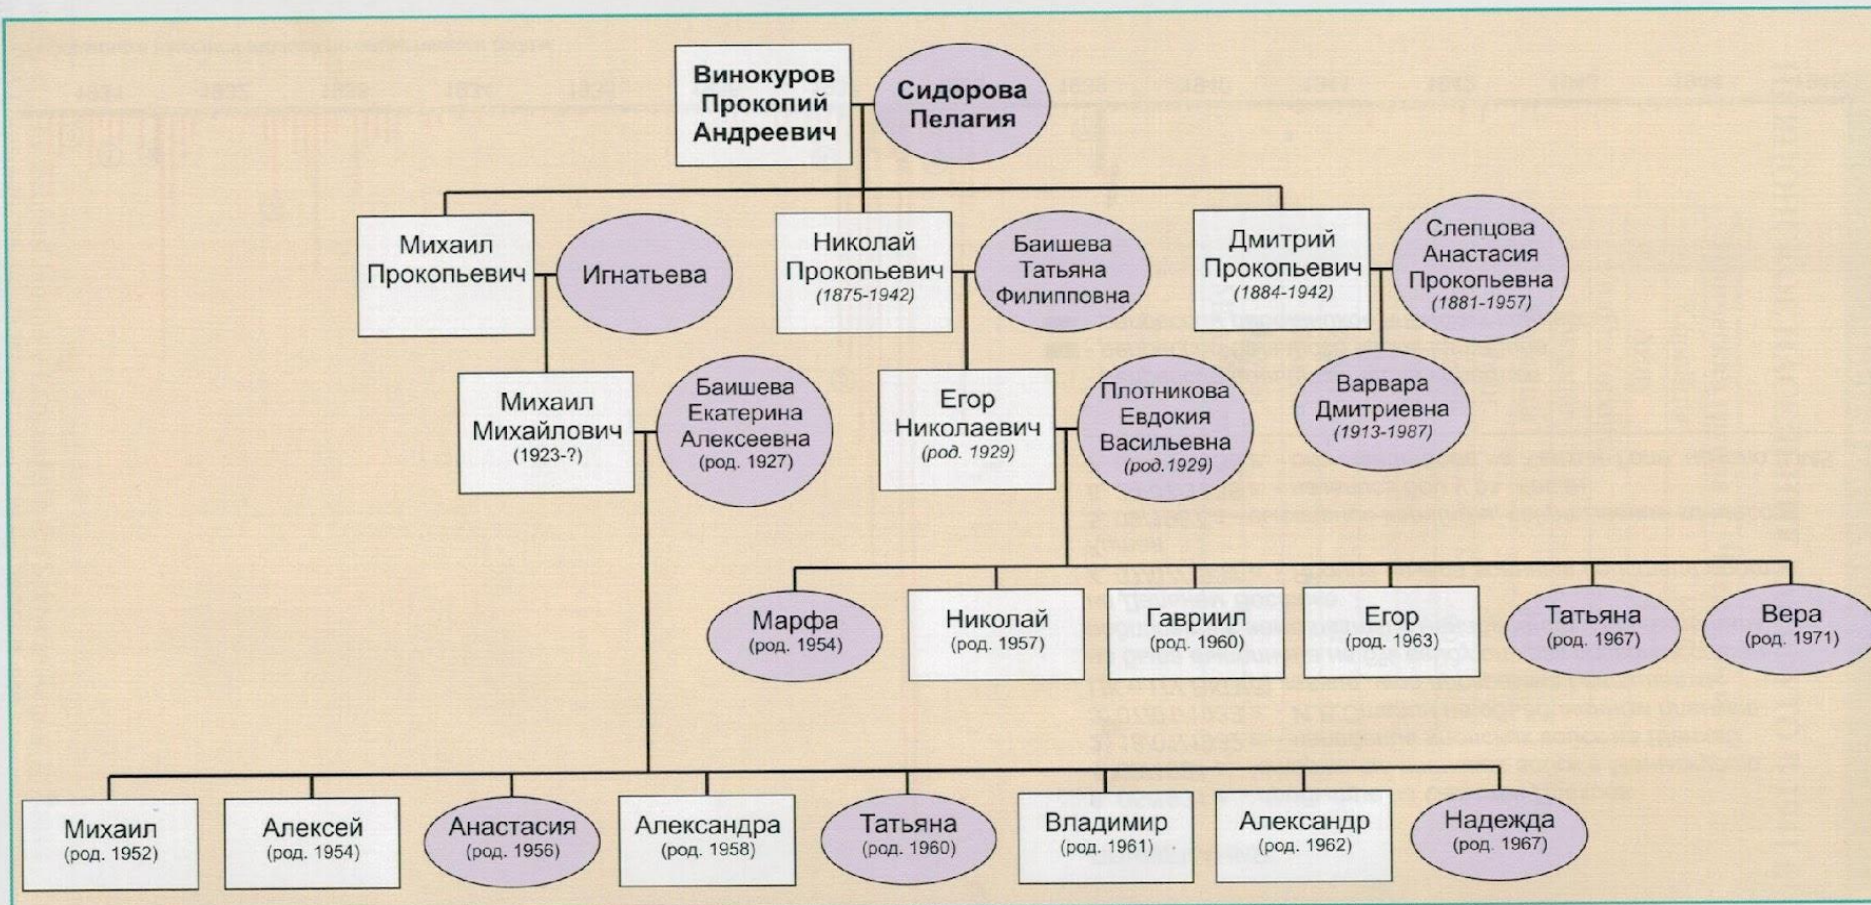 Винокуров
Прокопий
Андреевич
Сидорова
Пелагия
Михаил
Прокопьевич
Игнатьева
Николай
Прокопьевич
(1875-1942)
Баишева
Татьяна
Филипповна
Дмитрий
Прокопьевич
(1884-1942)
Слепцова
Анастасия
Прокопьевна
(1881-1957)
Михаил
Михайлович
(1923-?)
Баишева
Екатерина
Алексеевна
(род. 1927)
Егор
Николаевич
(род. 1929)
Плотникова
Евдокия
Васильевна
(род.1929)
Варвара
Дмитриевна
(1913-1987)
Марфа
(род. 1954)
Николай
(род. 1957)
Гавриил
(род. 1960)
Егор
(род. 1963)
Татьяна
(род. 1967)
Вера
(род. 1971)
Михаил
(род. 1952)
Алексей
(род. 1954)
Анастасия
(род. 1956)
Александра
(род. 1958)
Татьяна
(род. 1960)
Владимир
(род. 1961)
Александр
(род. 1962)
Надежда
(род. 1967)